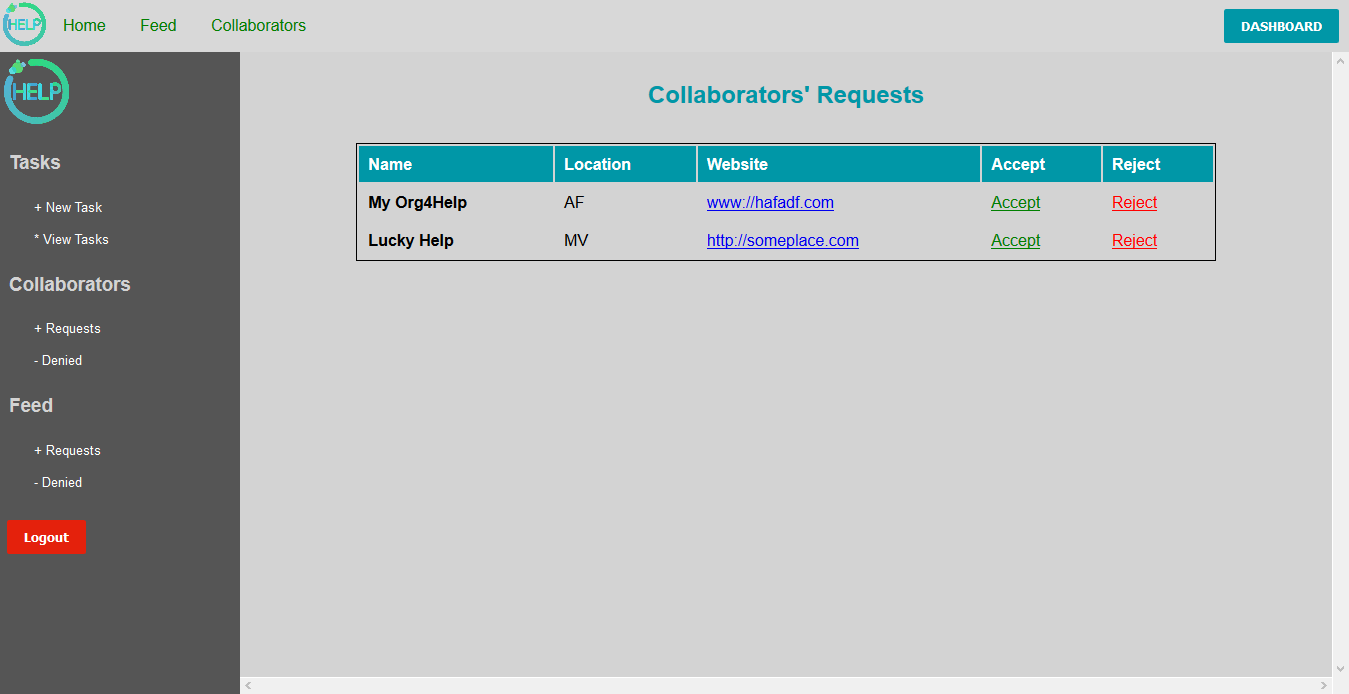 HELP Home Feed Collaborators DASHBOARD
HELP
Collaborators' Requests
Tasks
+ New Task
* View Tasks
Collaborators
+ Requests
- Denied
Feed
+ Requests
- Denied
Logout
Name Location Website Accept Reject
My Org4Help AF www://hafadf.com Accept Reject
Lucky Help MV http://someplace.com Accept Reject